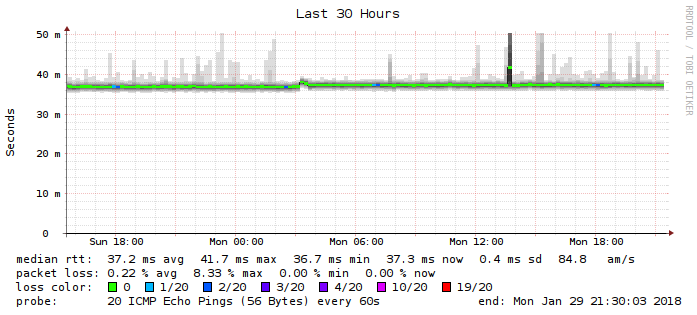 Last 30 Hours
RRDTOOL / TOBI OETIKER
Seconds
50 m
40 m
30 m
20 m
10 m
0
Sun 18:00 Mon 00:00 Mon 06:00 Mon 12:00 Mon 18:00
median rtt: 37.2 ms avg 41.7 ms max 36.7 ms min 37.3 ms now 0.4 ms sd 84.8 am/s
packet loss: 0.22 % avg 8.33 % max 0.00 % min 0.00 % now
loss color: 0 1/20 2/20 3/20 4/20 10/20 19/20
probe: 20 ICMP Echo Pings (56 Bytes) every 60s end: Mon Jan 29 21:30:03 2018